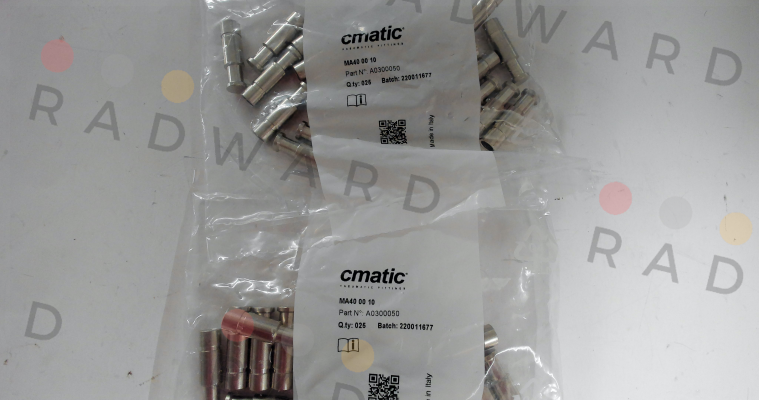 cmatic
PNEUMATIC FITTINGS
MA40 00 10
Part N°: A0300050
Q.ty: 025 Batch: 220011677
made in Italy
RADWARD
RADWARD
cmatic
PNEUMATIC FITTINGS
MA40 00 10
Part N°: A0300050
Q.ty: 025 Batch: 220011677
in Italy
RAD
D